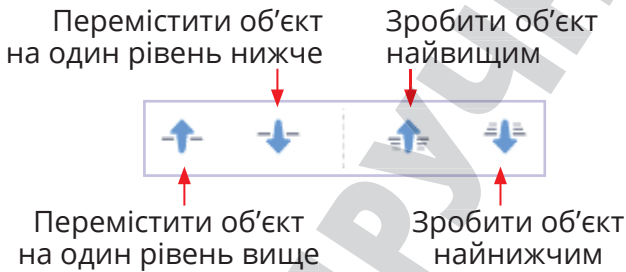 Перемістити об’єкт
на один рівень нижче
Зробити об’єкт
найвищим
Перемістити об’єкт
на один рівень вище
Зробити об’єкт
найнижчим